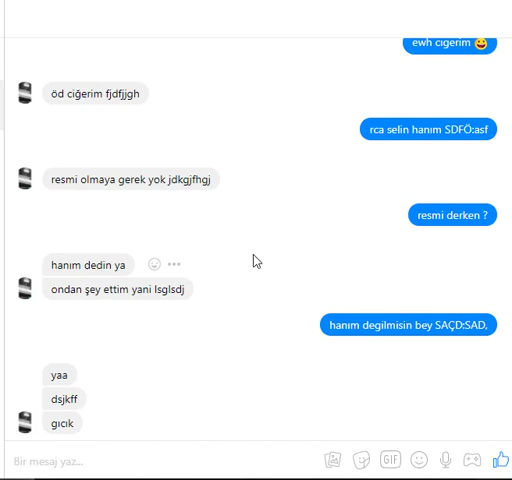 ewh cıgerim 😀
öd ciğerim fjdfjjgh
rca selin hanım SDFÖ:asf
resmi olmaya gerek yok jdkgjfhgj
resmi derken ?
hanım dedin ya
ondan şey ettim yani lsglsdj
hanım degilmisin bey SAÇD:SAD,
yaa
dsjkff
gıcık
Bir mesaj yaz...
GIF